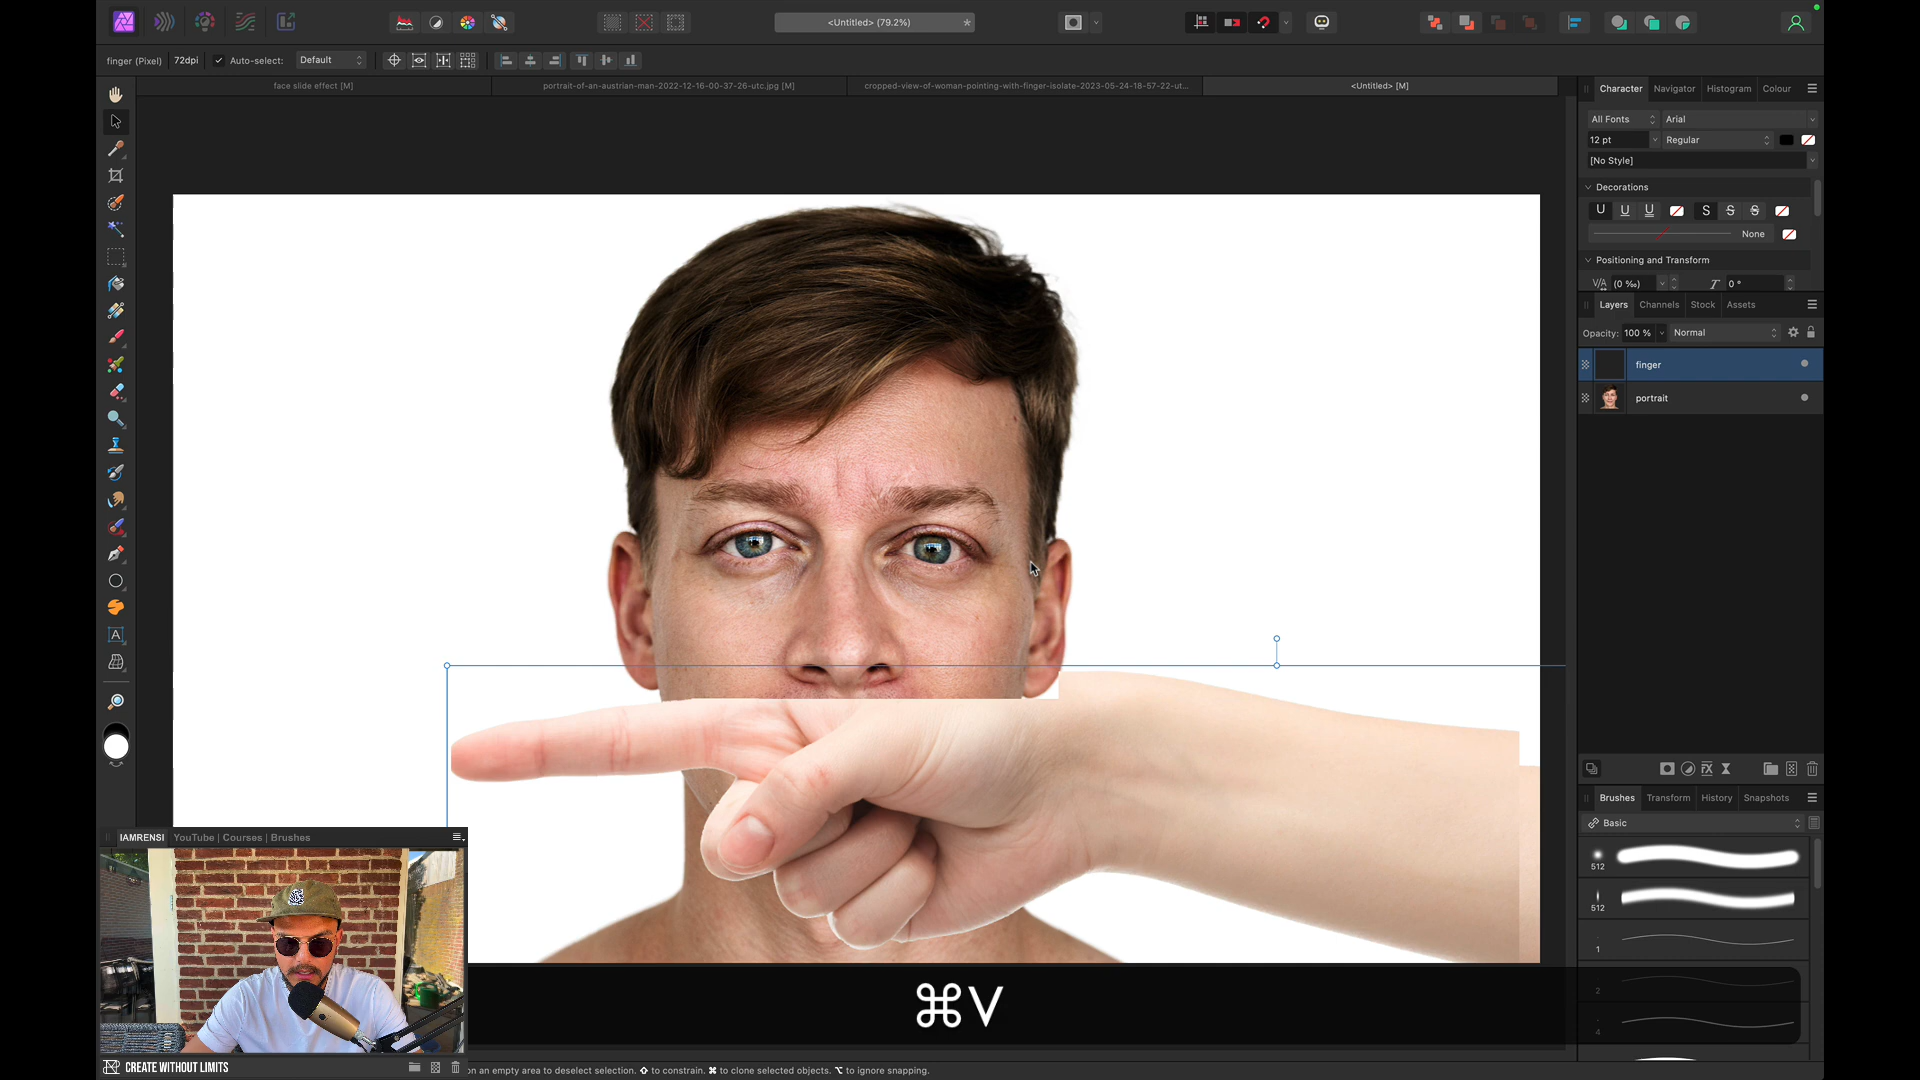 <Untitled> (79.2%) *
finger (Pixel) 72dpi Auto-select: Default
face slide effect [M]
portrait-of-an-austrian-man-2022-12-16-00-37-26-utc.jpg [M]
cropped-view-of-woman-pointing-with-finger-isolate-2023-05-24-18-57-22-ut...
<Untitled> [M]
Character Navigator Histogram Colour
All Fonts Arial
12 pt Regular
[No Style]
Decorations
U U U S S S
None
Positioning and Transform
V/A (0 ‰) T 0 °
Layers Channels Stock Assets
Opacity: 100 % Normal
finger
portrait
Brushes Transform History Snapshots
Basic
512
512
1
2
4
A
IAMRENSI YouTube | Courses | Brushes
⌘V
CREATE WITHOUT LIMITS
on an empty area to deselect selection. ⇧ to constrain. ⌘ to clone selected objects. ⌥ to ignore snapping.